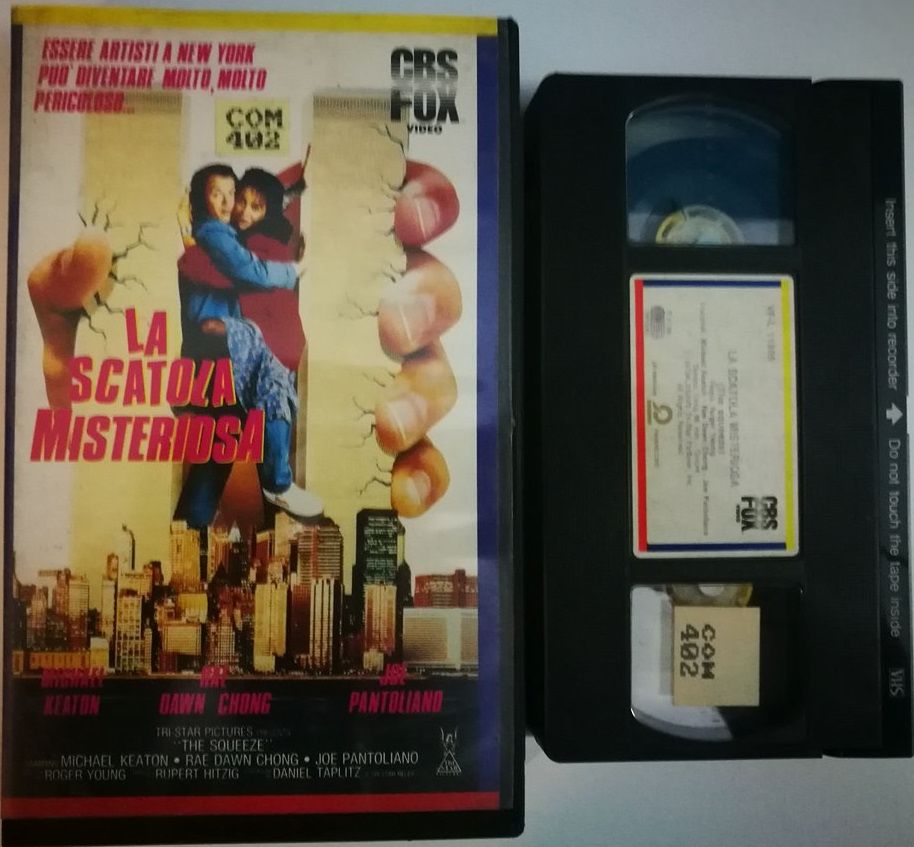 ESSERE ARTISTI A NEW YORK
PUO' DIVENTARE MOLTO, MOLTO
PERICOLOSO...
CBS
FOX
VIDEO
COM
402
LA
SCATOLA
MISTERIOSA
MICHAEL
KEATON
RAE
DAWN CHONG
JOE
PANTOLIANO
TRI-STAR PICTURES
"THE SQUEEZE"
MICHAEL KEATON • RAE DAWN CHONG • JOE PANTOLIANO
ROGER YOUNG RUPERT HITZIG DANIEL TAPLITZ
Insert this side into recorder
Do not touch the tape inside
VHS
LA SCATOLA MISTERIOSA
(The squeeze)
CBS
FOX
COM
402